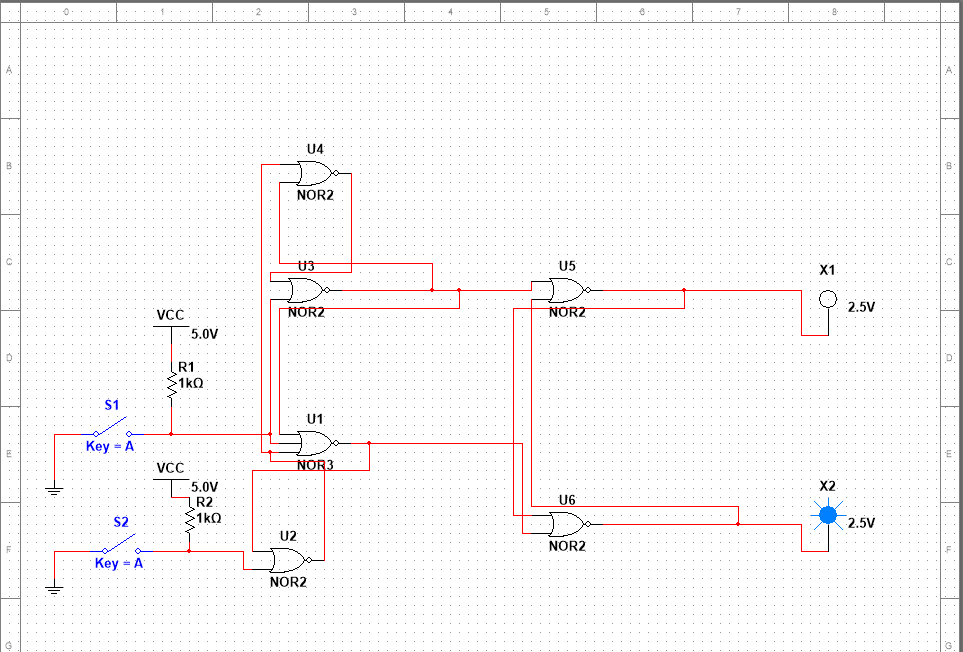 0 1 2 3 4 5 6 7 8
A A
U4
B B
NOR2
C U3 U5 C
X1
NOR2 NOR2 2.5V
VCC
5.0V
D R1 D
1kΩ
S1
U1
Key = A
E E
NOR3
VCC
5.0V
R2
1kΩ
X2
U6
S2 2.5V
U2
NOR2
F F
Key = A
NOR2
G G